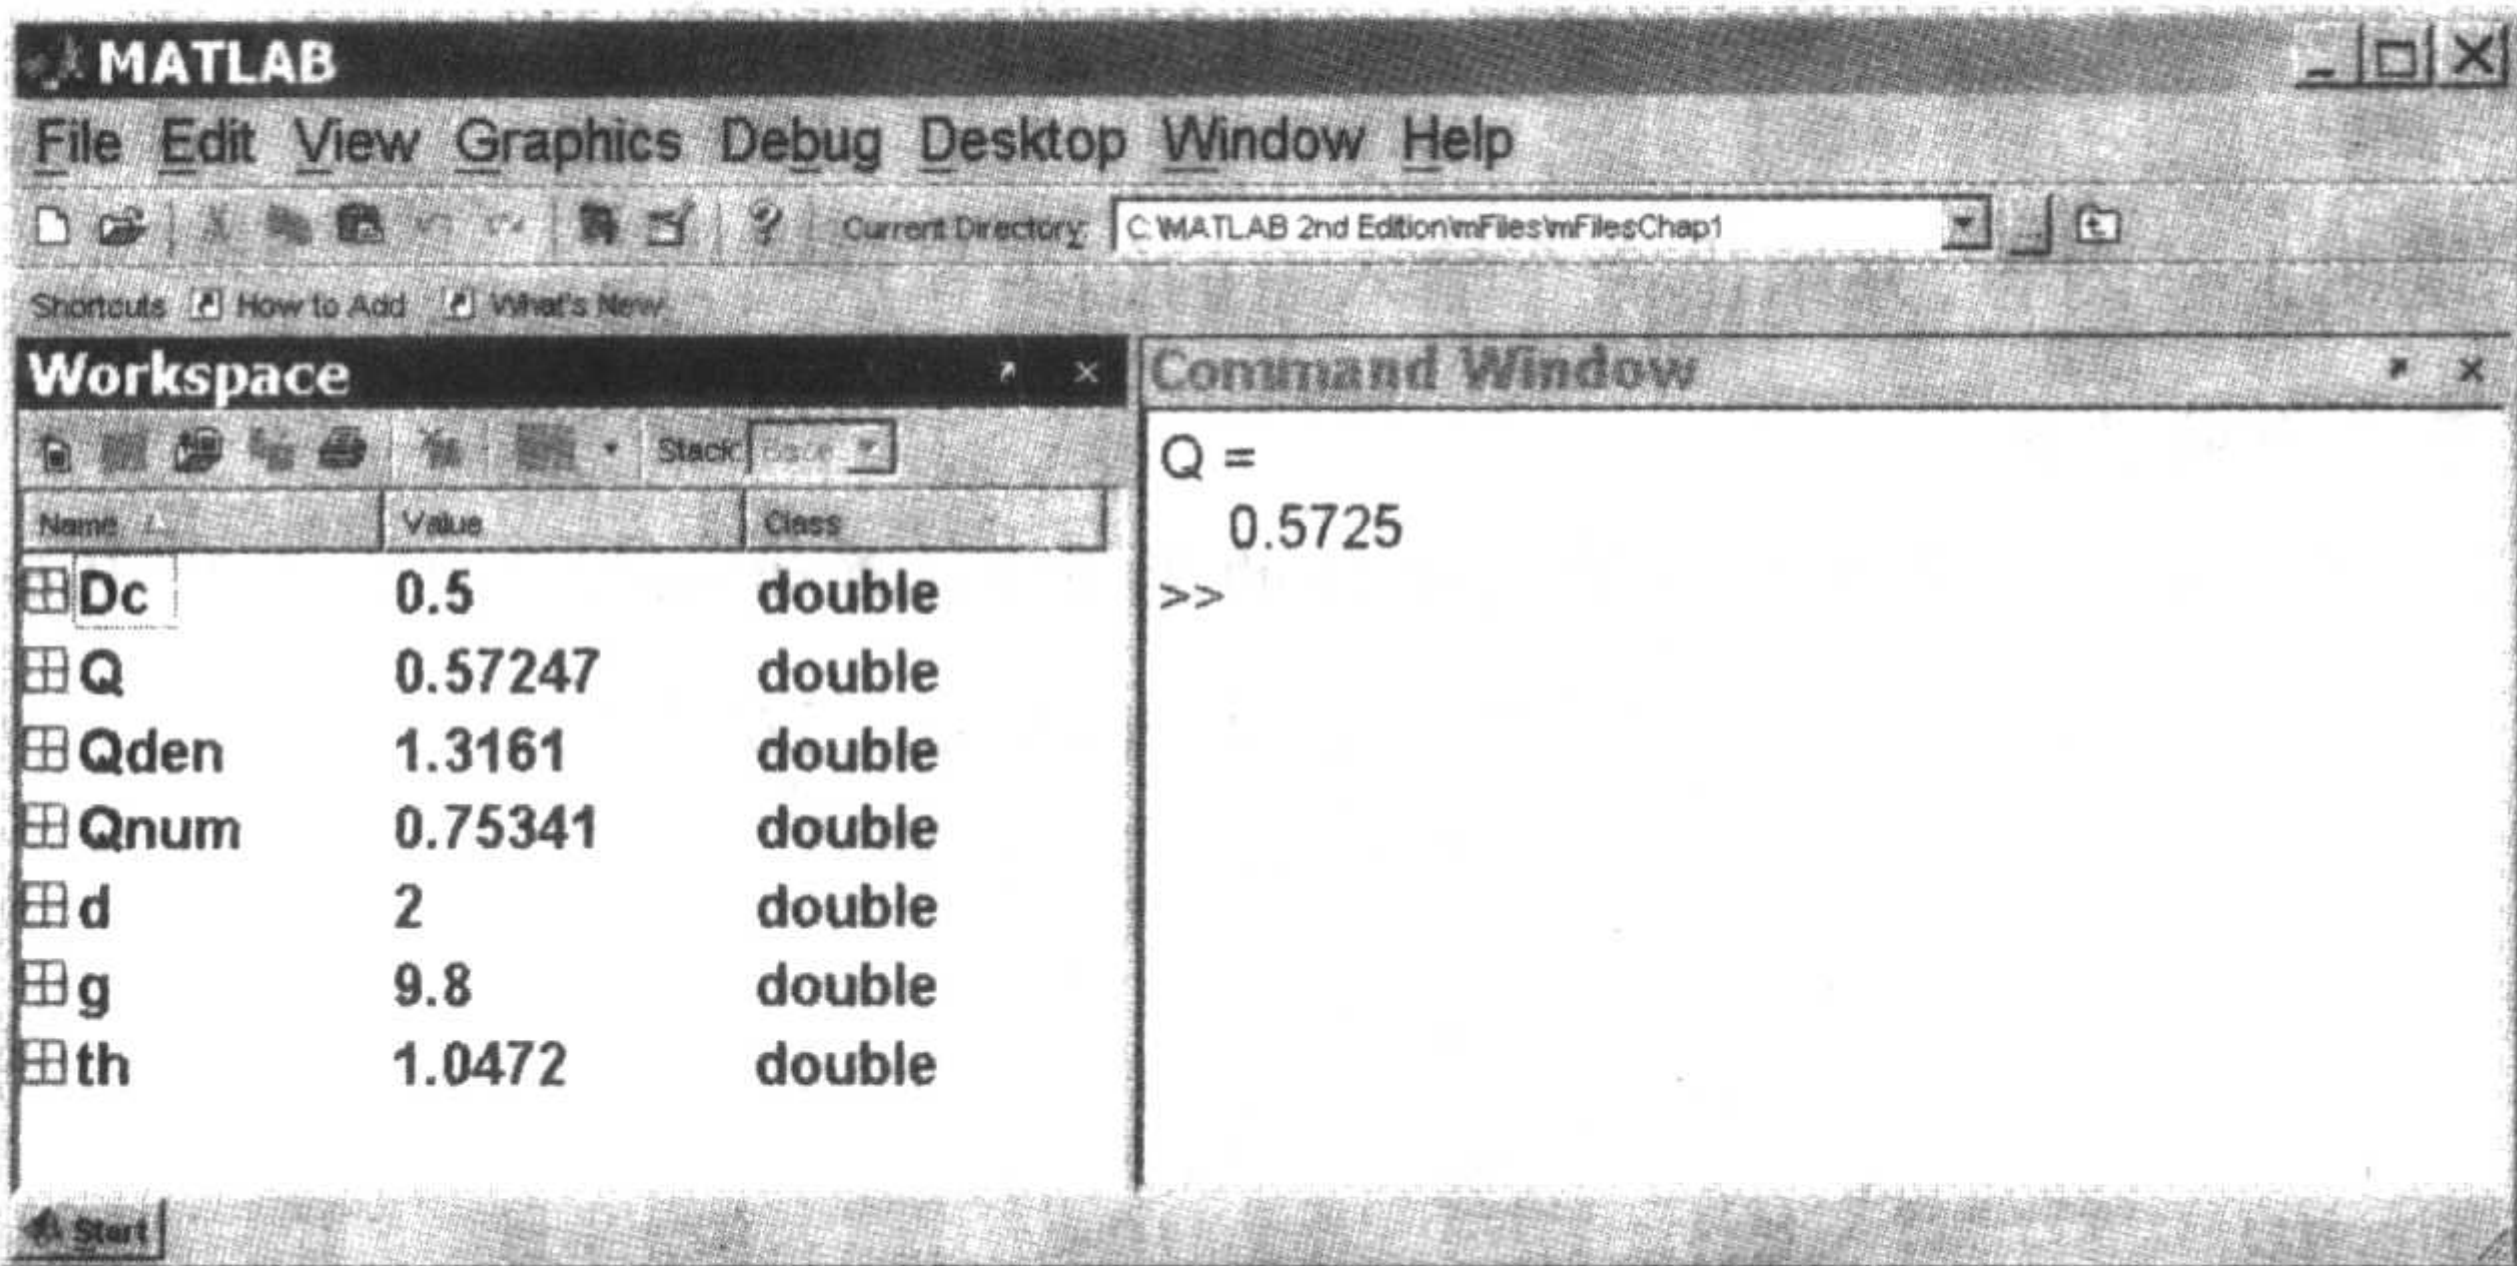 MATLAB
File Edit View Graphics Debug Desktop Window Help
? Current Directory: C:\MATLAB 2nd Edition\mFiles\mFilesChap1 ...
Shortcuts How to Add What's New
Workspace
Stack:
Name Value Class
Dc 0.5 double
Q 0.57247 double
Qden 1.3161 double
Qnum 0.75341 double
d 2 double
g 9.8 double
th 1.0472 double
Command Window
Q =
0.5725
>>
Start